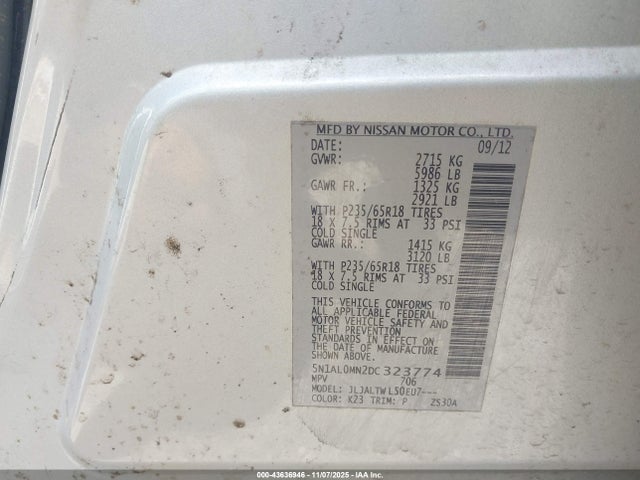 MFD BY NISSAN MOTOR CO., LTD.
DATE: 09/12
GVWR: 2715 KG
5986 LB
GAWR FR.: 1325 KG
2921 LB
WITH P235/65R18 TIRES
18 X 7.5 RIMS AT 33 PSI
COLD SINGLE
GAWR RR.: 1415 KG
3120 LB
WITH P235/65R18 TIRES
18 X 7.5 RIMS AT 33 PSI
COLD SINGLE
THIS VEHICLE CONFORMS TO
ALL APPLICABLE FEDERAL
MOTOR VEHICLE SAFETY AND
THEFT PREVENTION
STANDARDS IN EFFECT ON
THE DATE OF MANUFACTURE
SHOWN ABOVE.
5N1AL0MN2DC323774
MPV 706
MODEL: JLJALTWL50EU7---
COLOR: K23 TRIM: P ZS30A
000-43636946 - 11/07/2025 - IAAI.com